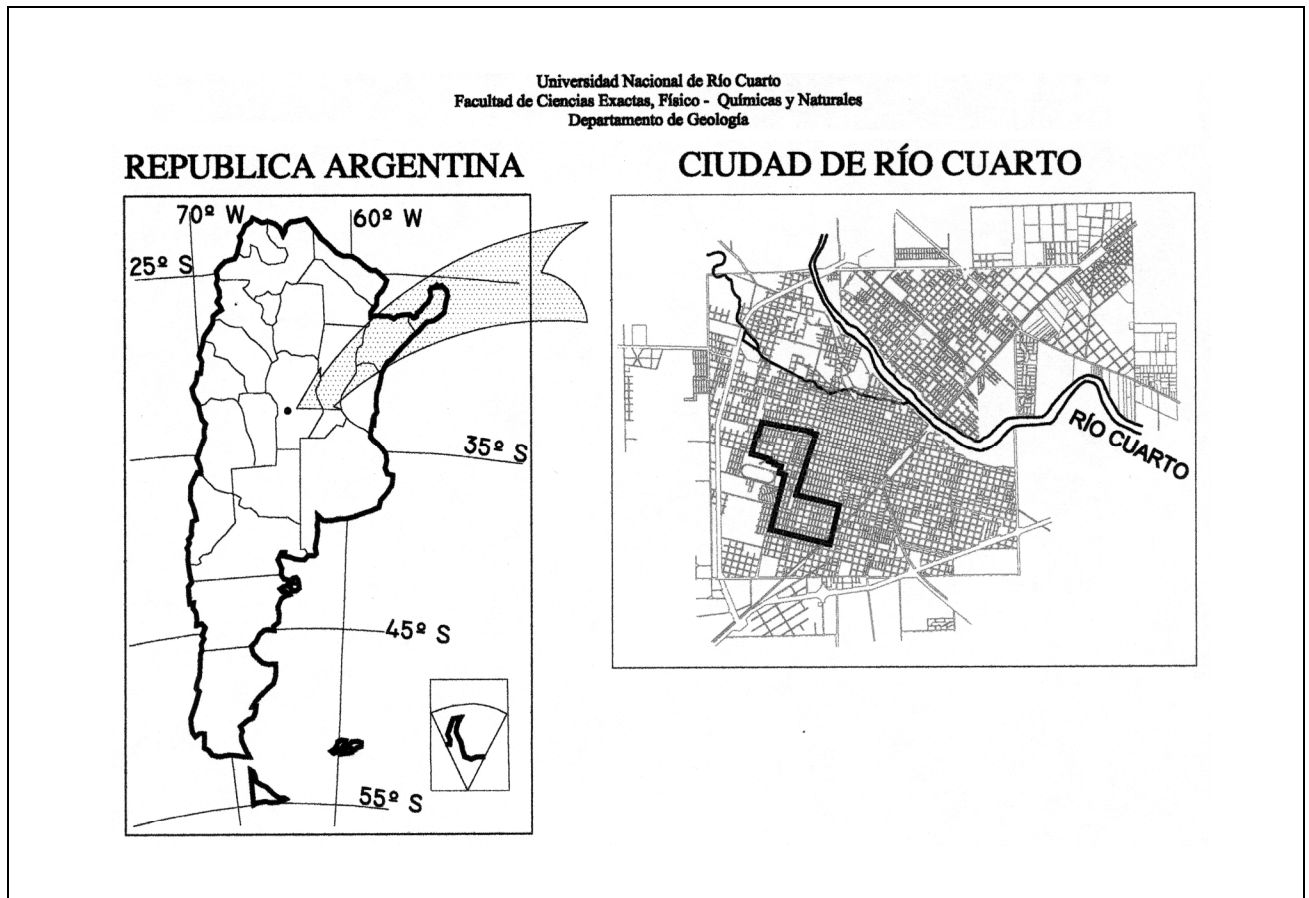 Universidad Nacional de Río Cuarto
Facultad de Ciencias Exactas, Físico - Químicas y Naturales
Departamento de Geología
REPUBLICA ARGENTINA
CIUDAD DE RÍO CUARTO
70º W
60º W
25º S
35º S
45º S
55º S
RÍO CUARTO